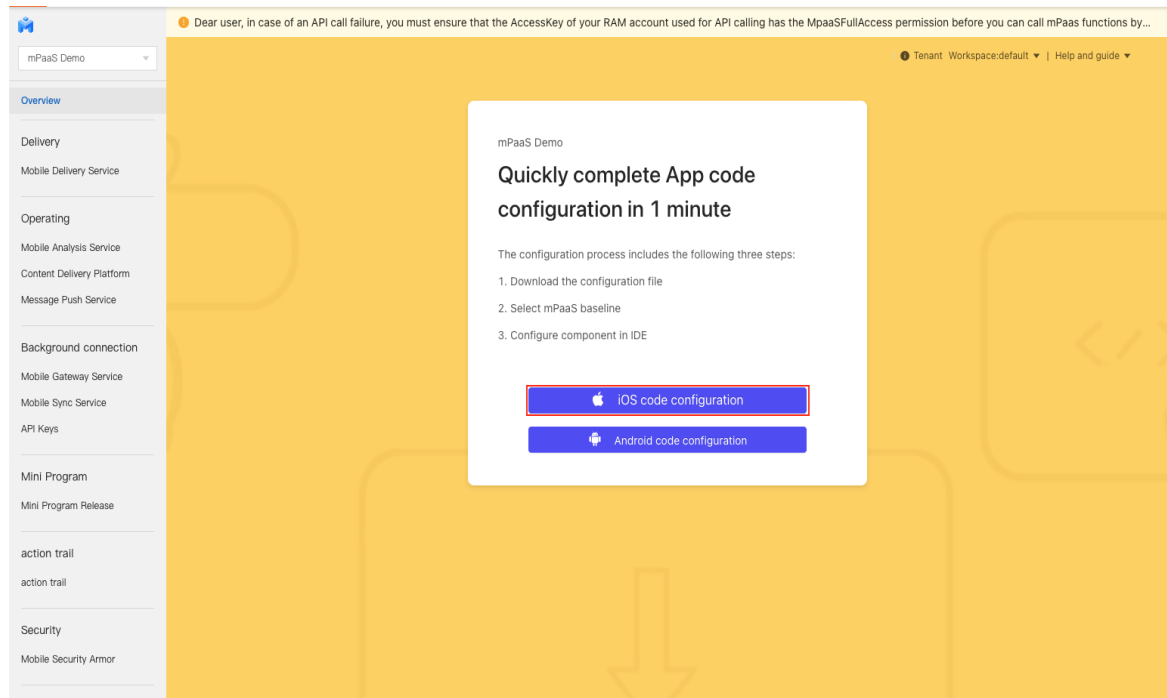 Dear user, in case of an API call failure, you must ensure that the AccessKey of your RAM account used for API calling has the MpaaSFullAccess permission before you can call mPaas functions by...
mPaaS Demo
Tenant Workspace:default | Help and guide
Overview
Delivery
Mobile Delivery Service
Operating
Mobile Analysis Service
Content Delivery Platform
Message Push Service
Background connection
Mobile Gateway Service
Mobile Sync Service
API Keys
Mini Program
Mini Program Release
action trail
action trail
Security
Mobile Security Armor
mPaaS Demo
Quickly complete App code
configuration in 1 minute
The configuration process includes the following three steps:
1. Download the configuration file
2. Select mPaaS baseline
3. Configure component in IDE
iOS code configuration
Android code configuration